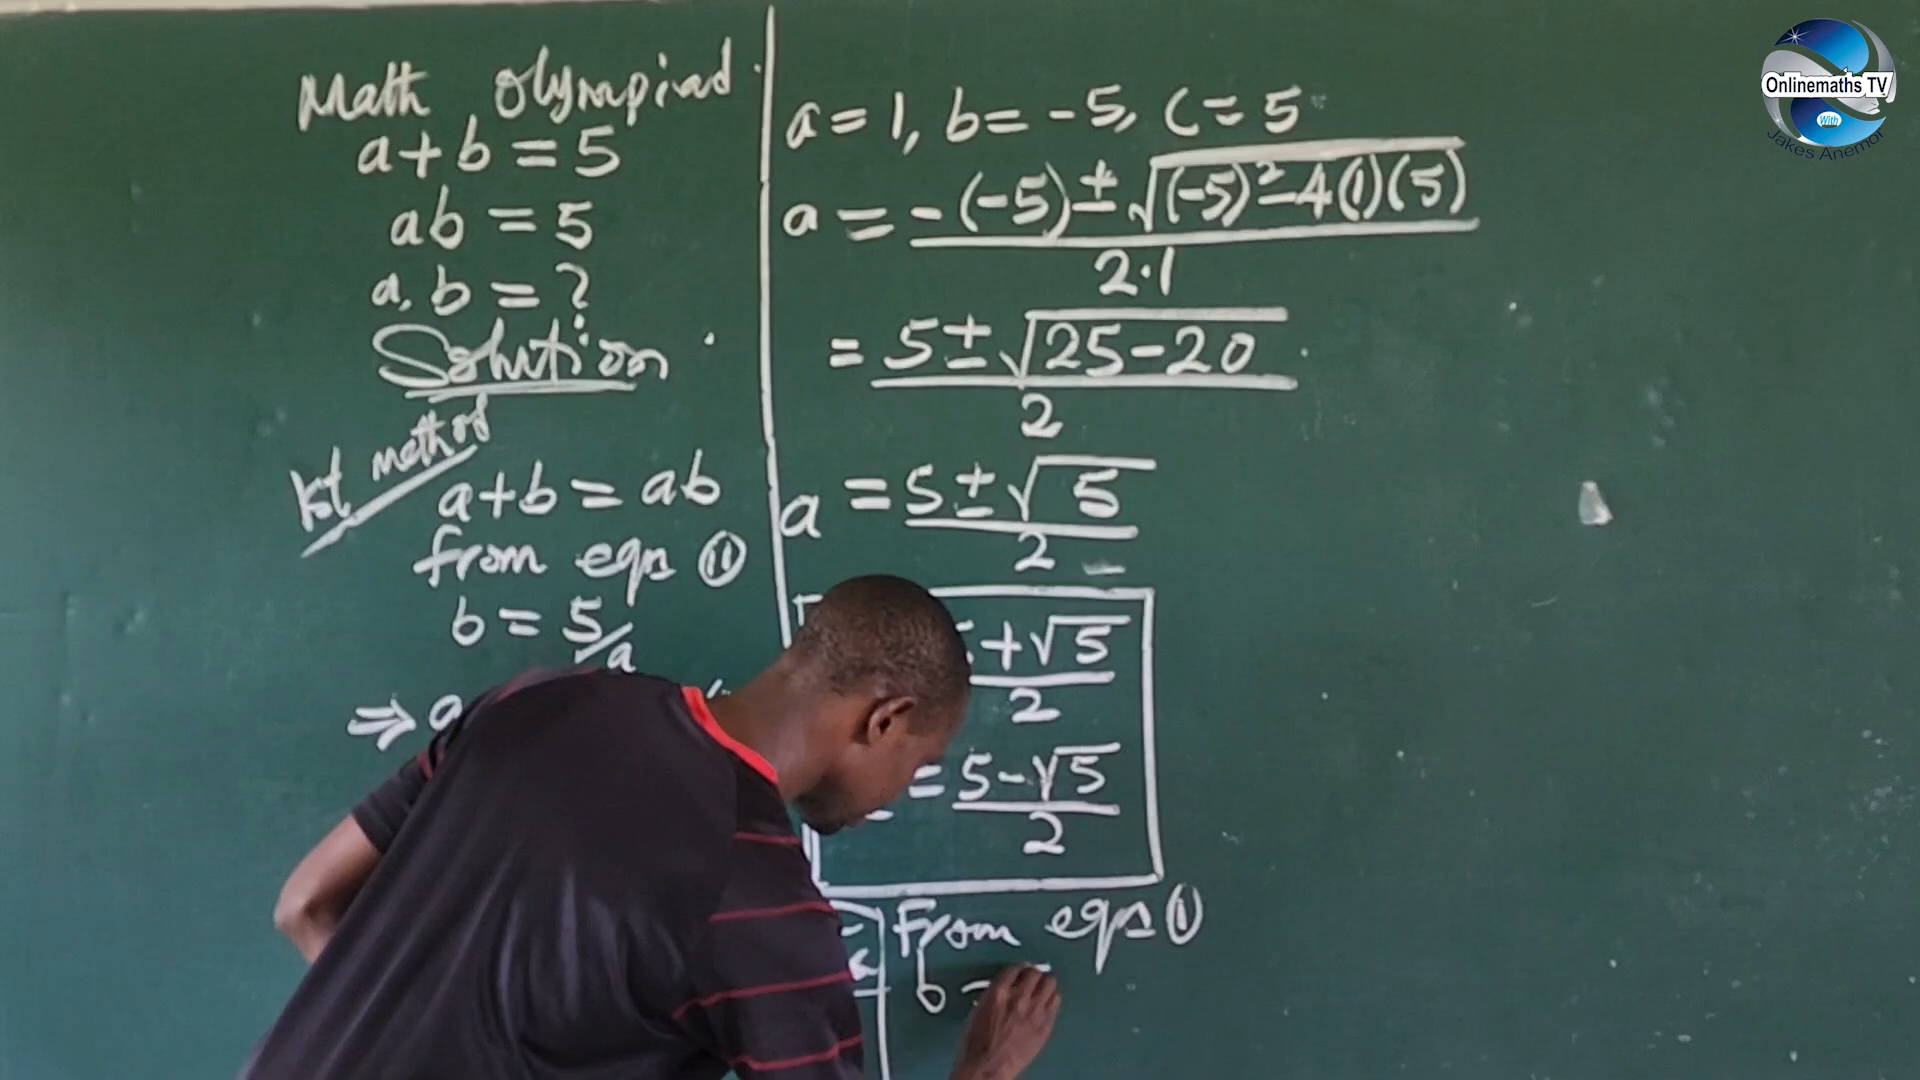 Math Olympiad
a+b=5
ab=5
a,b=?
Solution
1st method
a+b=ab
from eqn (11)
b=5/a
⇒ a
a=1, b=-5, C=5
a = -(-5)±√(-5)²-4(1)(5)
2·1
= 5±√25-20
2
a = 5±√5
2
+√5
2
= 5-√5
2
From eqn (1)
b=
Onlinemaths TV
With
Jakes Anemor